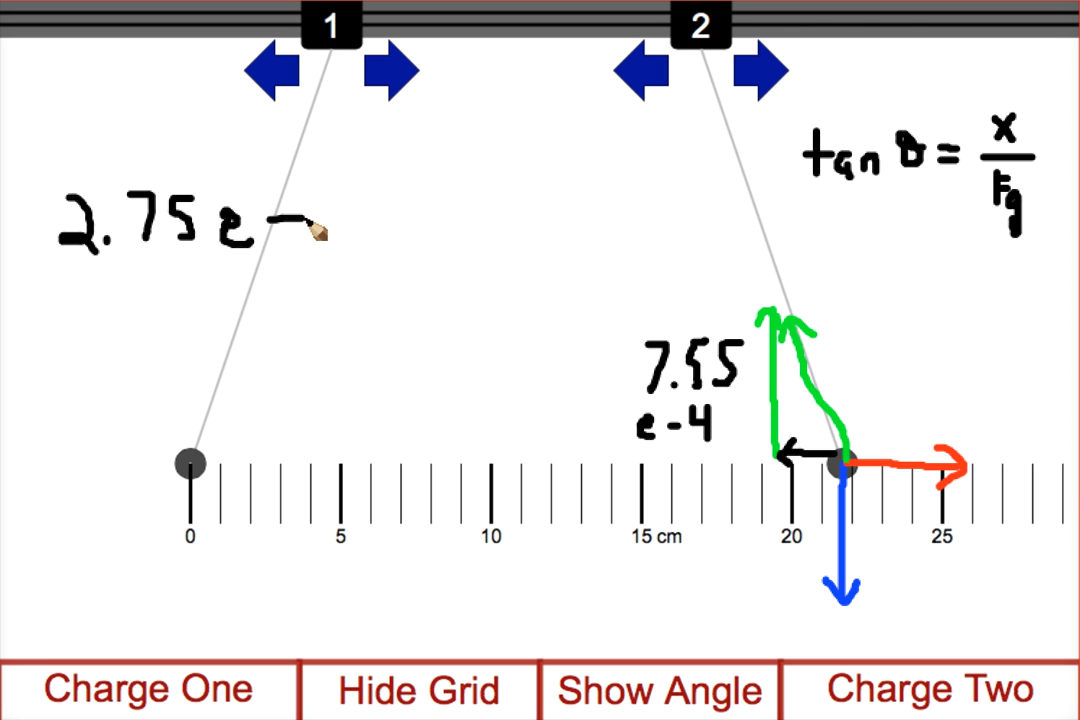 1
2
tan θ = x / Fg
2.75 e -
7.55
e-4
0 5 10 15 cm 20 25
Charge One
Hide Grid
Show Angle
Charge Two